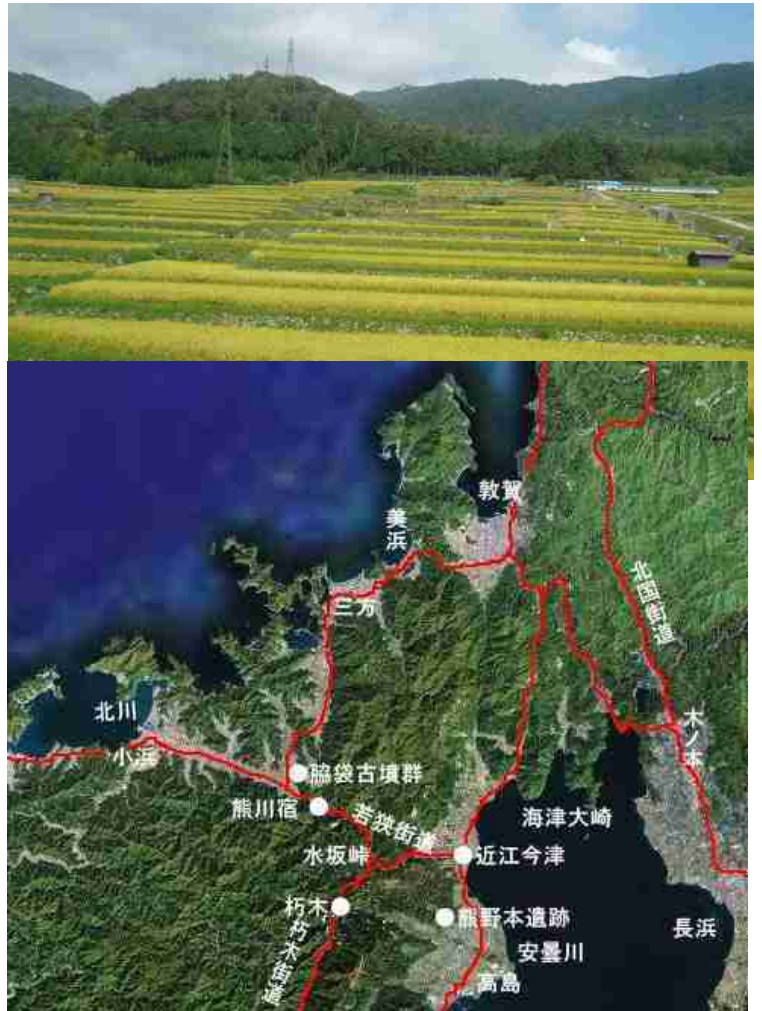 敦賀
美浜
三方
北国街道
北川
小浜
木ノ本
脇袋古墳群
熊川宿
若狭街道
海津大崎
水坂峠
近江今津
朽木
熊野本遺跡
長浜
朽木街道
安曇川
高島